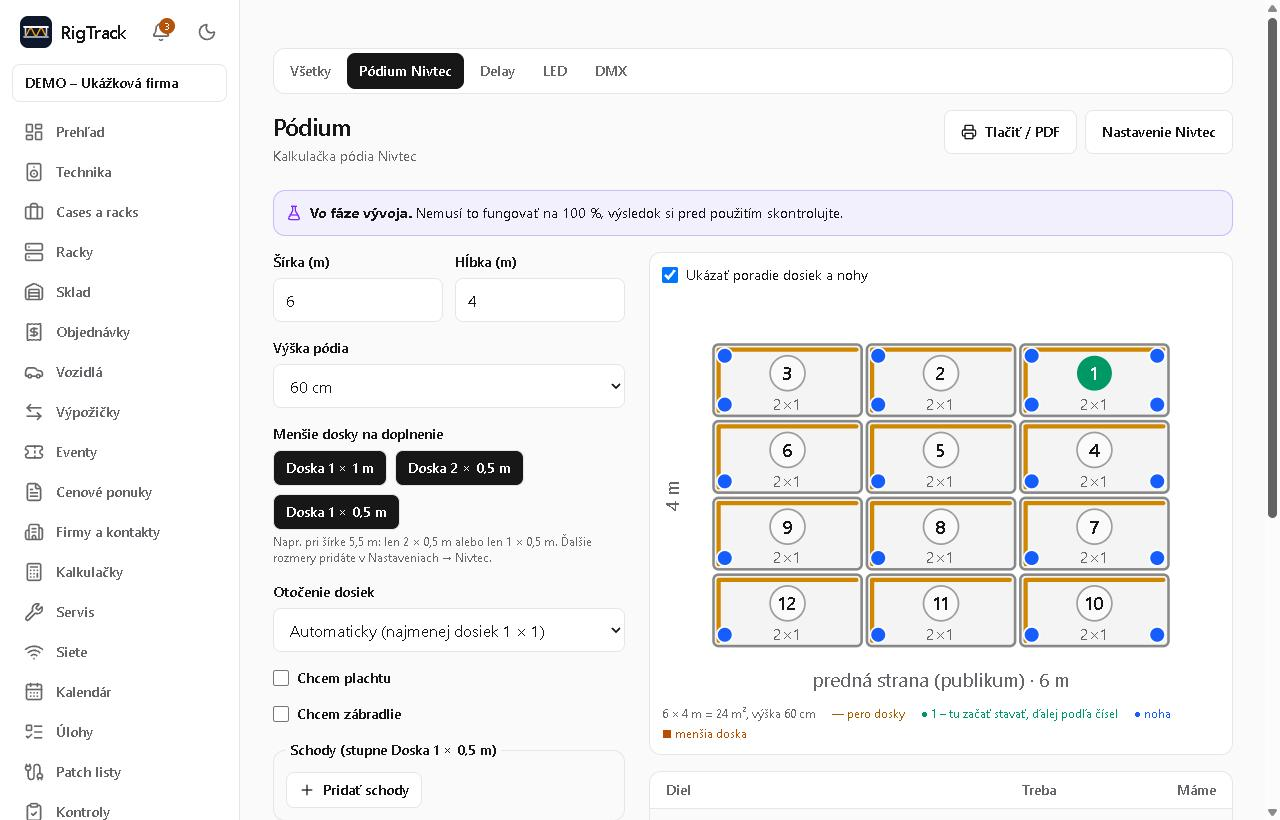 RigTrack
3
DEMO – Ukážková firma
Prehľad
Technika
Cases a racks
Racky
Sklad
Objednávky
Vozidlá
Výpožičky
Eventy
Cenové ponuky
Firmy a kontakty
Kalkulačky
Servis
Siete
Kalendár
Úlohy
Patch listy
Kontroly
Všetky
Pódium Nivtec
Delay
LED
DMX
Pódium
Kalkulačka pódia Nivtec
Tlačiť / PDF
Nastavenie Nivtec
Vo fáze vývoja. Nemusí to fungovať na 100 %, výsledok si pred použitím skontrolujte.
Šírka (m)
Hĺbka (m)
6
4
Výška pódia
60 cm
Menšie dosky na doplnenie
Doska 1 × 1 m
Doska 2 × 0,5 m
Doska 1 × 0,5 m
Napr. pri šírke 5,5 m: len 2 × 0,5 m alebo len 1 × 0,5 m. Ďalšie
rozmery pridáte v Nastaveniach → Nivtec.
Otočenie dosiek
Automaticky (najmenej dosiek 1 × 1)
Chcem plachtu
Chcem zábradlie
Schody (stupne Doska 1 × 0,5 m)
Pridať schody
Ukázať poradie dosiek a nohy
3
2×1
2
2×1
1
2×1
6
2×1
5
2×1
4
2×1
9
2×1
8
2×1
7
2×1
12
2×1
11
2×1
10
2×1
4 m
predná strana (publikum) · 6 m
6 × 4 m = 24 m², výška 60 cm — pero dosky ● 1 – tu začať stavať, ďalej podľa čísel ● noha
■ menšia doska
Diel
Treba
Máme